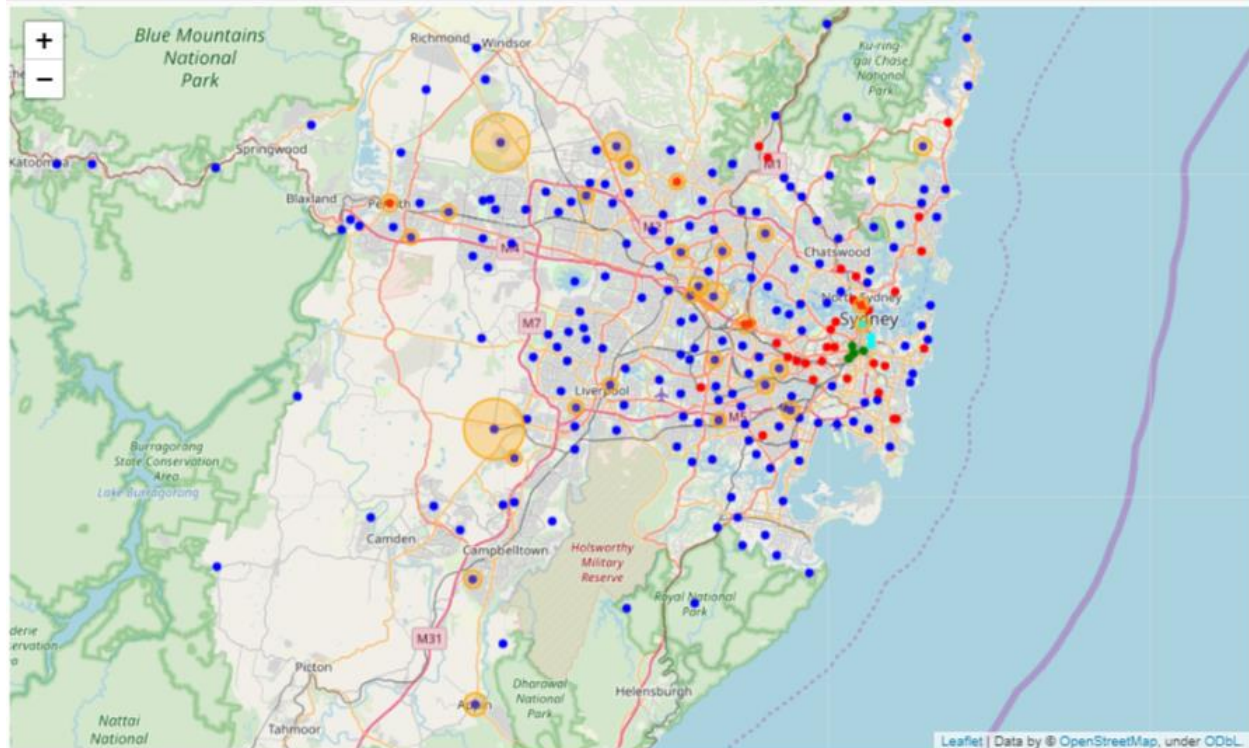 +
−
Blue Mountains
National
Park
Richmond
Windsor
Ku-ring-
gai Chase
National
Park
Katoomba
Springwood
Blaxland
M1
M2
M4
Chatswood
North Sydney
Sydney
M7
Liverpool
M5
Burragorang
State Conservation
Area
Lake Burragorang
Camden
Campbelltown
Holsworthy
Military
Reserve
Royal National
Park
M31
Picton
Tahmoor
Dharawal
National
Park
Helensburgh
Nattai
National
Leaflet | Data by © OpenStreetMap, under ODbL.